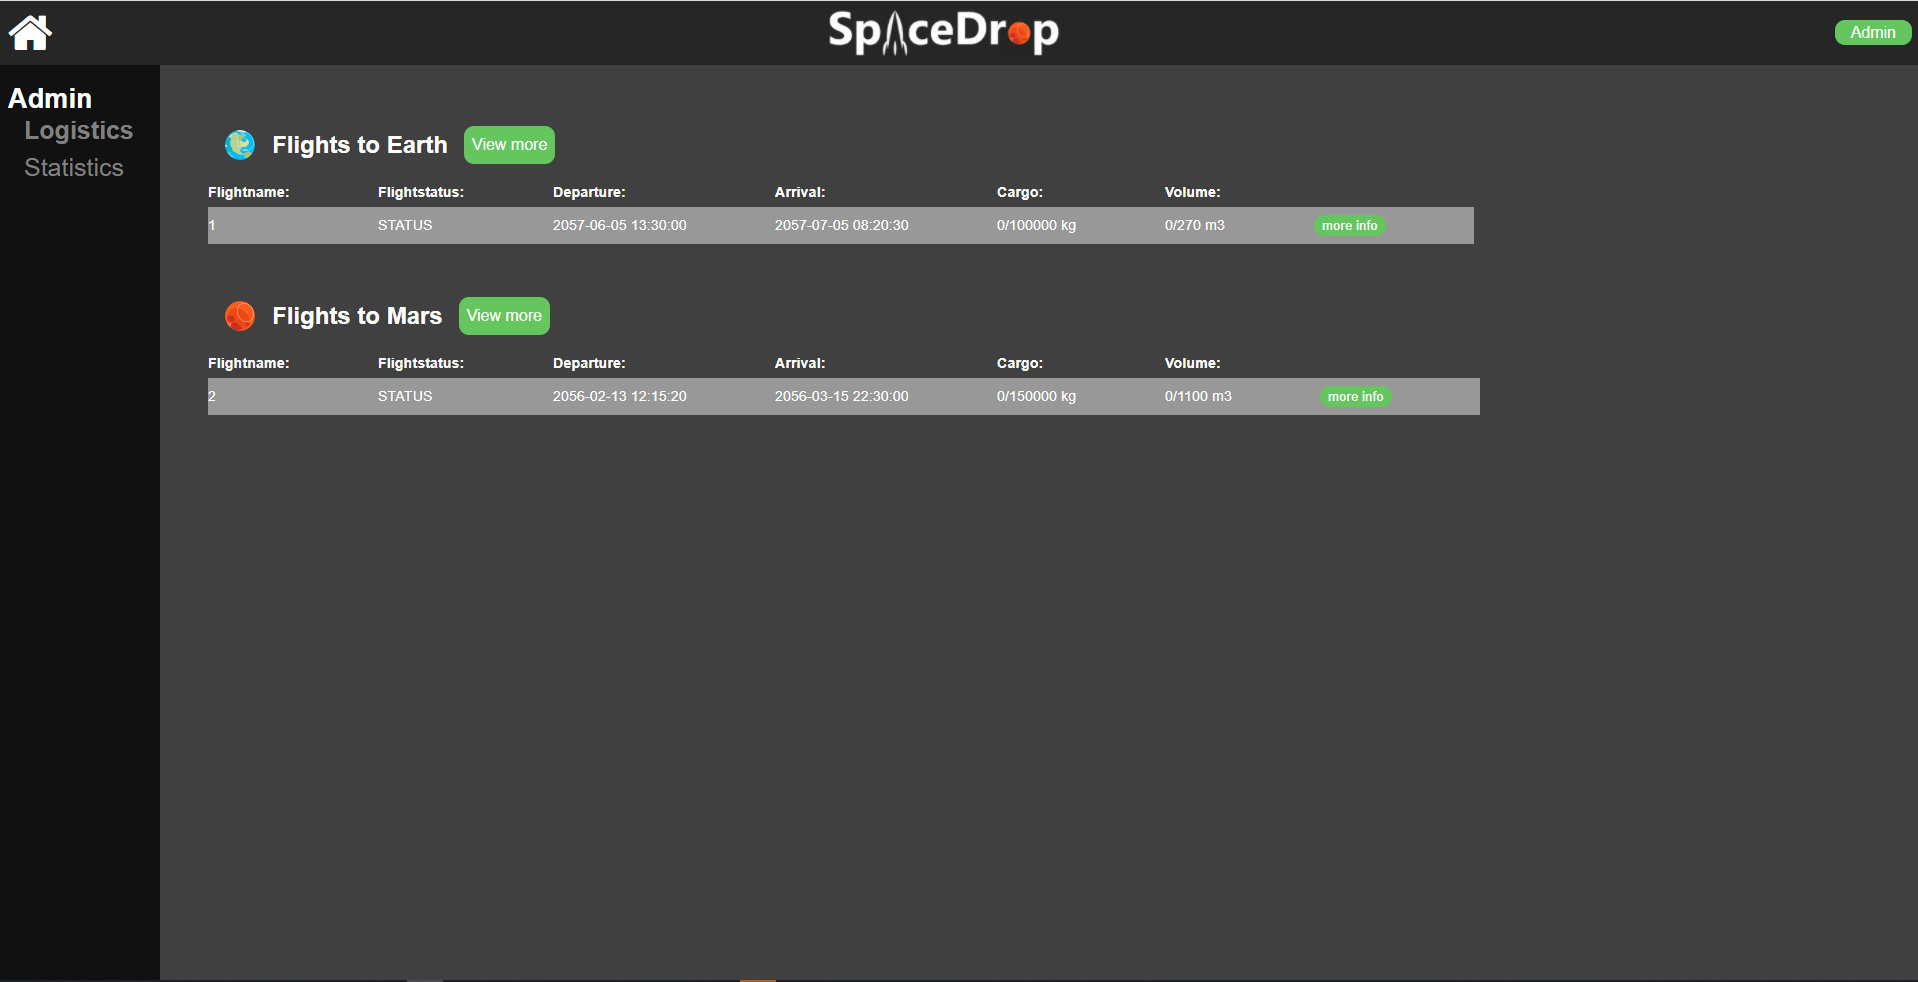 SpaceDrop
Admin
Admin
Logistics
Statistics
Flights to Earth View more
Flightname: Flightstatus: Departure: Arrival: Cargo: Volume:
1 STATUS 2057-06-05 13:30:00 2057-07-05 08:20:30 0/100000 kg 0/270 m3 more info
Flights to Mars View more
Flightname: Flightstatus: Departure: Arrival: Cargo: Volume:
2 STATUS 2056-02-13 12:15:20 2056-03-15 22:30:00 0/150000 kg 0/1100 m3 more info